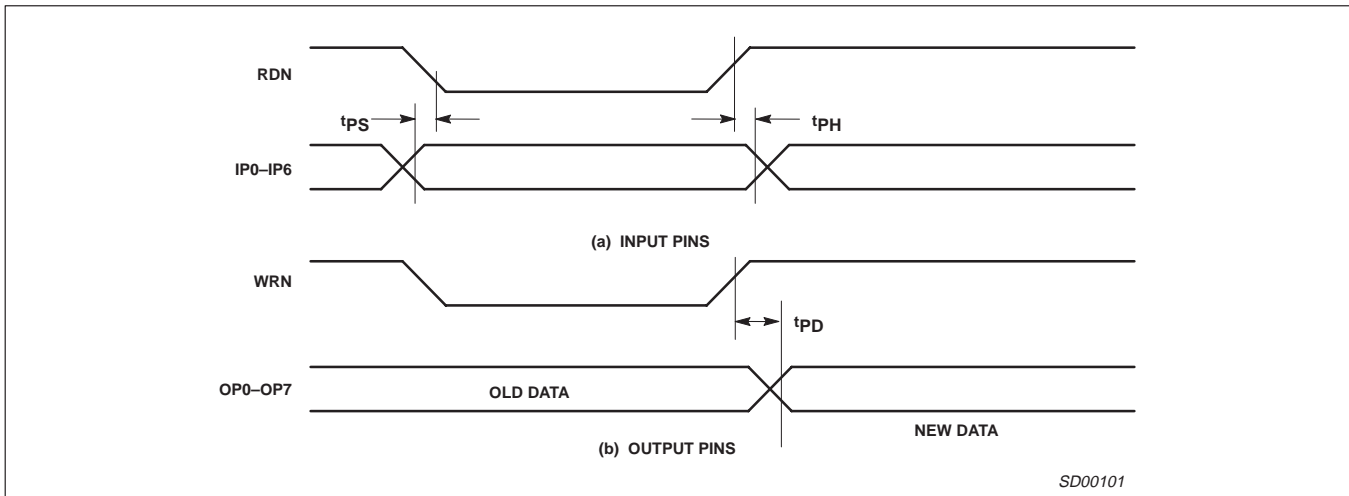 RDN
tPS
tPH
IP0–IP6
(a) INPUT PINS
WRN
tPD
OP0–OP7
OLD DATA
NEW DATA
(b) OUTPUT PINS
SD00101